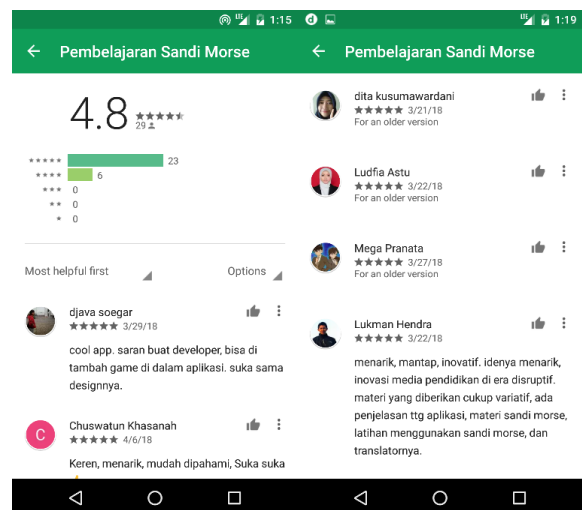 1:15
Pembelajaran Sandi Morse
4.8
29
23
6
0
0
0
Most helpful first
Options
djava soegar
3/29/18
cool app. saran buat developer, bisa di
tambah game di dalam aplikasi. suka sama
designnya.
C
Chuswatun Khasanah
4/6/18
Keren, menarik, mudah dipahami, Suka suka
LTE
1:19
Pembelajaran Sandi Morse
dita kusumawardani
3/21/18
For an older version
Ludfia Astu
3/22/18
For an older version
Mega Pranata
3/27/18
For an older version
Lukman Hendra
3/22/18
menarik, mantap, inovatif. idenya menarik,
inovasi media pendidikan di era disruptif.
materi yang diberikan cukup variatif, ada
penjelasan ttg aplikasi, materi sandi morse,
latihan menggunakan sandi morse, dan
translatornya.